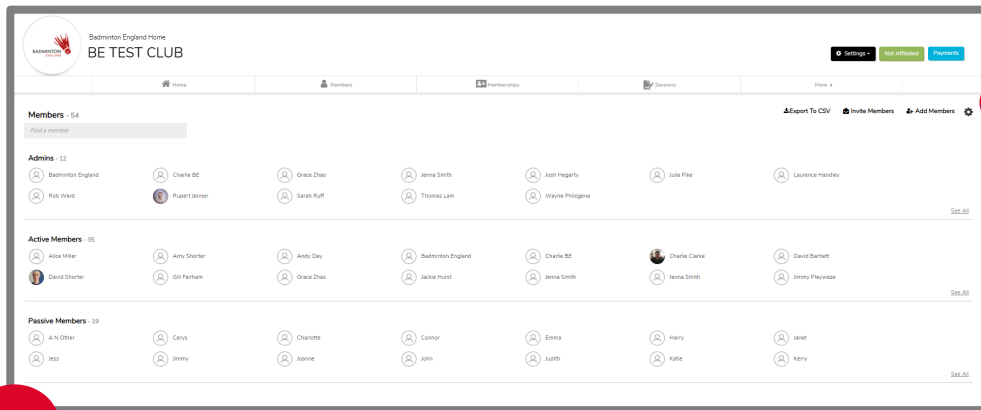 BADMINTON
ENGLAND
Badminton England Home
BE TEST CLUB
Settings
Not Affiliated
Payments
Home
Members
Memberships
Sessions
More
Members - 54
Export To CSV
Invite Members
Add Members
Find a member
Admins - 12
Badminton England Charlie BE Grace Zhao Jenna Smith Josh Hegarty Julie Pike Laurence Handley
Rob Ward Rupert Jenner Sarah Ruff Thomas Lam Wayne Philogene
See All
Active Members - 35
Alice Miller Amy Shorter Andy Day Badminton England Charlie BE Charlie Clarke David Bartlett
David Shorter Gill Fairham Grace Zhao Jackie Hurst Jenna Smith Jenna Smith Jimmy Playwaze
See All
Passive Members - 19
A N Other Cerys Charlotte Connor Emma Harry Janet
Jess Jimmy Joanne John Judith Katie Kerry
See All